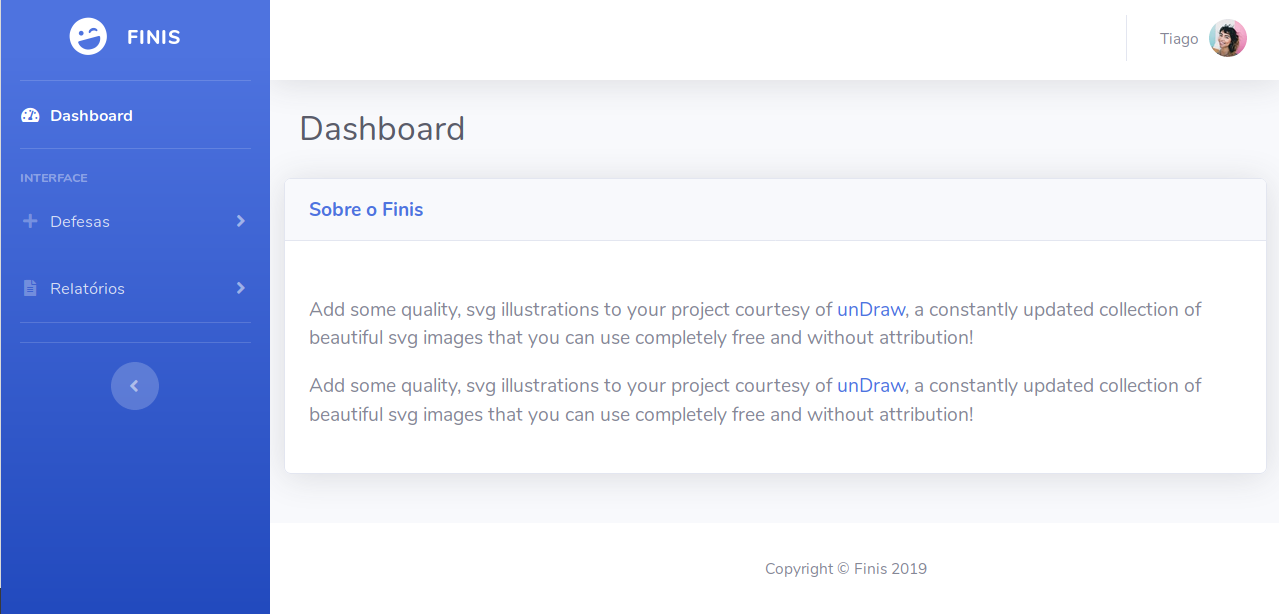 FINIS
Tiago
Dashboard
INTERFACE
Defesas
Relatórios
Dashboard
Sobre o Finis
Add some quality, svg illustrations to your project courtesy of unDraw, a constantly updated collection of
beautiful svg images that you can use completely free and without attribution!
Add some quality, svg illustrations to your project courtesy of unDraw, a constantly updated collection of
beautiful svg images that you can use completely free and without attribution!
Copyright © Finis 2019